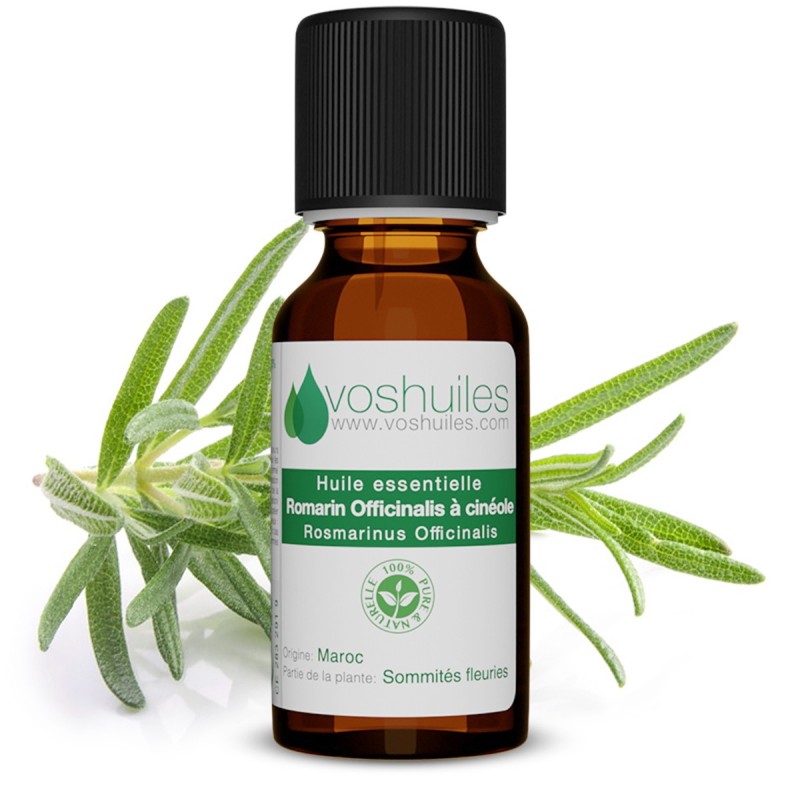 voshuiles
www.voshuiles.com
Huile essentielle
Romarin Officinalis à cinéole
Rosmarinus Officinalis
100% PURE & NATURELLE
Origine: Maroc
Partie de la plante: Sommités fleuries